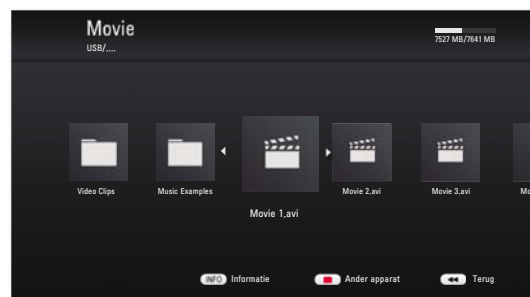 Movie
USB/....
7527 MB/7641 MB
Video Clips
Music Examples
Movie 1.avi
Movie 2.avi
Movie 3.avi
INFO Informatie
Ander apparat
Terug